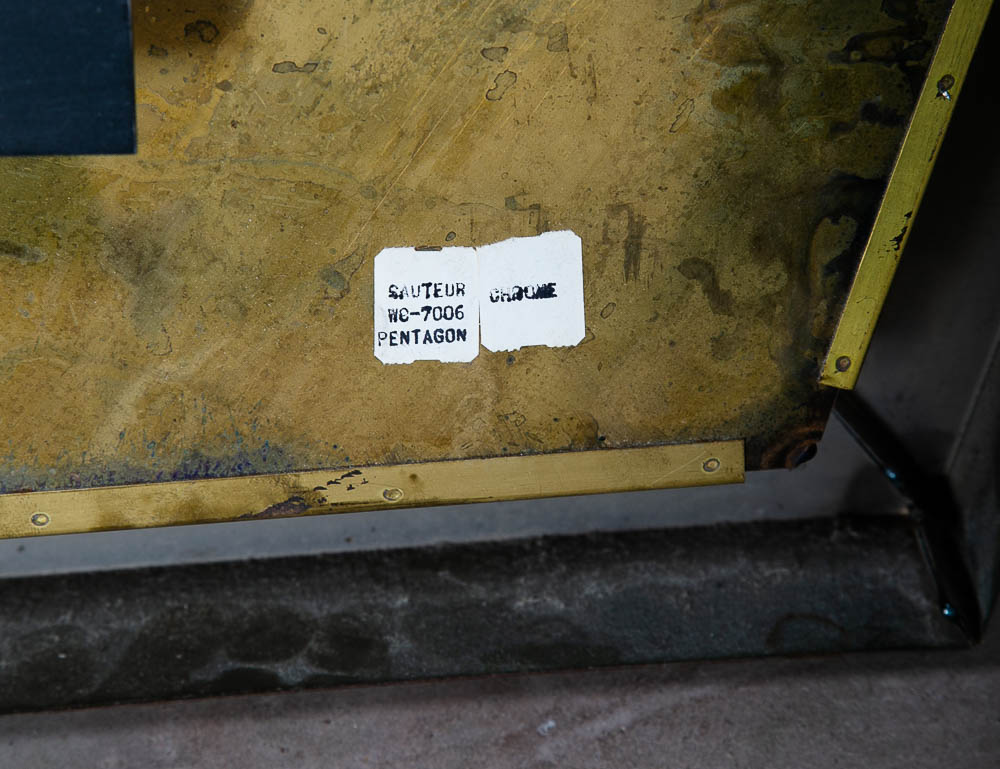 SAUTEUR
WC-7006
PENTAGON
CHROME